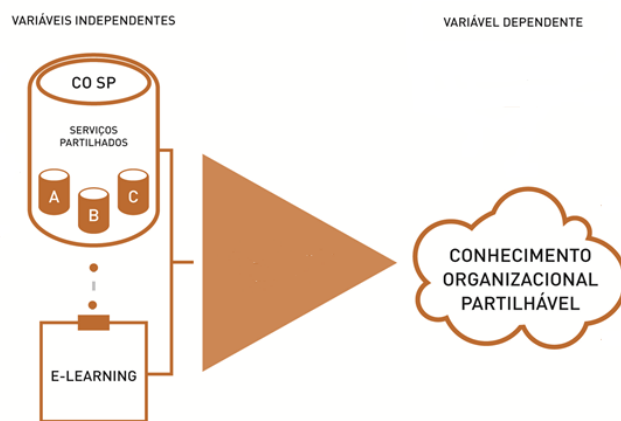 VARIÁVEIS INDEPENDENTES
VARIÁVEL DEPENDENTE
CO SP
SERVIÇOS
PARTILHADOS
A
B
C
CONHECIMENTO
ORGANIZACIONAL
PARTILHÁVEL
E-LEARNING